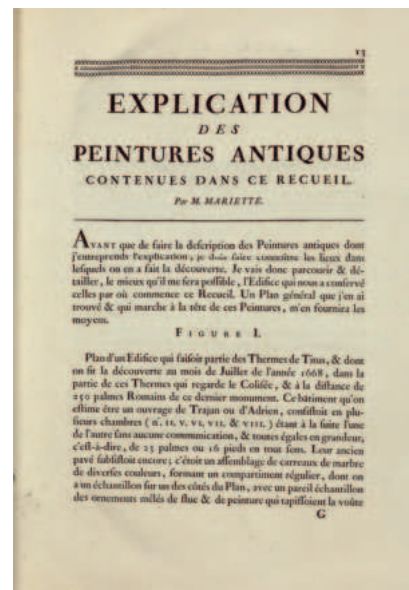 13
EXPLICATION
DES
PEINTURES ANTIQUES
CONTENUES DANS CE RECUEIL.
Par M. MARIETTE.
AVANT que de faire la deſcription des Peintures antiques dont
j'entreprends l'explication, je dois faire connoître les lieux dans
leſquels on en a fait la découverte. Je vais donc parcourir & dé-
tailler, le mieux qu'il me ſera poſſible, l'Edifice qui nous a conſervé
celles par où commence ce Recueil. Un Plan général que j'en ai
trouvé & qui marche à la tête de ces Peintures, m'en fournira les
moyens.
FIGURE I.
Plan d'un Edifice qui faiſoit partie des Thermes de Titus, & dont
on fit la découverte au mois de Juillet de l'année 1668, dans la
partie de ces Thermes qui regarde le Coliſée, & à la diſtance de
250 palmes Romains de ce dernier monument. Ce bâtiment qu'on
eſtime être un ouvrage de Trajan ou d'Adrien, conſiſtoit en plu-
ſieurs chambres ( n°. II. V. VI. VII. & VIII. ) étant à la ſuite l'une
de l'autre ſans aucune communication, & toutes égales en grandeur,
c'eſt-à-dire, de 25 palmes ou 16 pieds en tout ſens. Leur ancien
pavé ſubſiſtoit encore; c'étoit un aſſemblage de carreaux de marbre
de diverſes couleurs, formant un compartiment régulier, dont on
a un échantillon ſur un des côtés du Plan, avec un pareil échantillon
des ornements mêlés de ſtuc & de peinture qui tapiſſoient la voûte
G